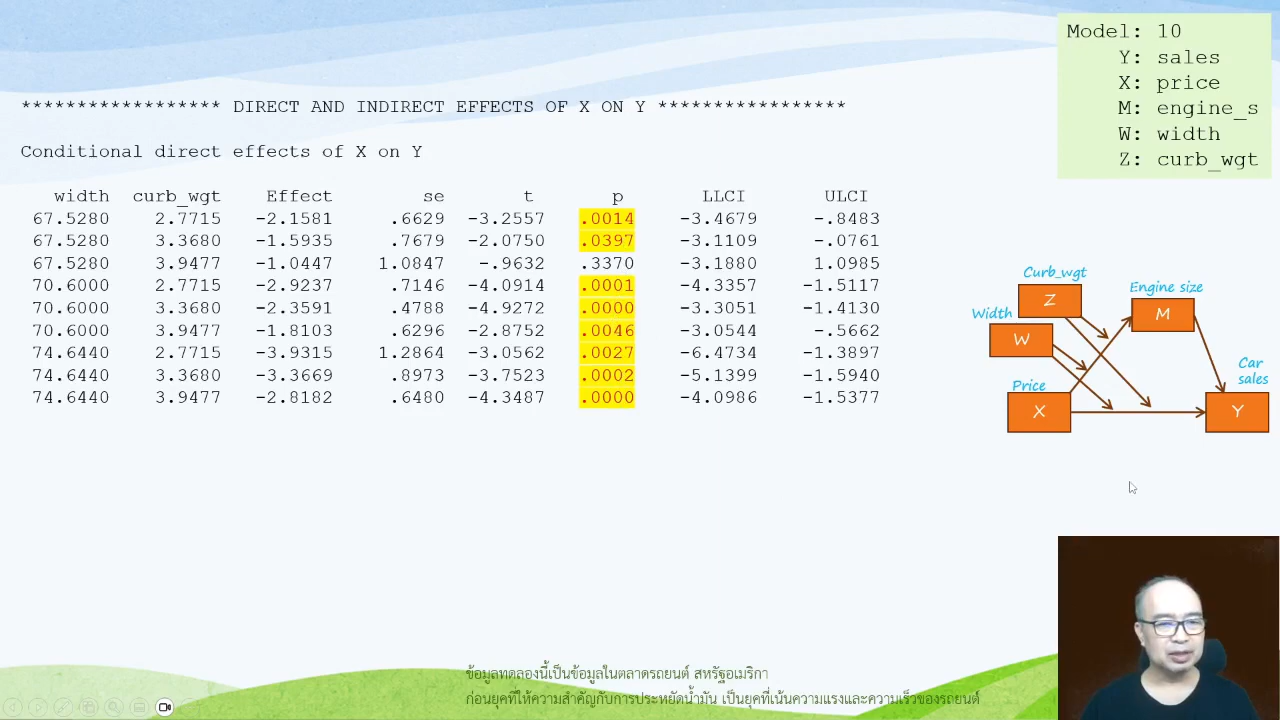 Model: 10
Y: sales
X: price
M: engine_s
W: width
Z: curb_wgt
****************** DIRECT AND INDIRECT EFFECTS OF X ON Y *****************
Conditional direct effects of X on Y
width curb_wgt Effect se t p LLCI ULCI
67.5280 2.7715 -2.1581 .6629 -3.2557 .0014 -3.4679 -.8483
67.5280 3.3680 -1.5935 .7679 -2.0750 .0397 -3.1109 -.0761
67.5280 3.9477 -1.0447 1.0847 -.9632 .3370 -3.1880 1.0985
70.6000 2.7715 -2.9237 .7146 -4.0914 .0001 -4.3357 -1.5117
70.6000 3.3680 -2.3591 .4788 -4.9272 .0000 -3.3051 -1.4130
70.6000 3.9477 -1.8103 .6296 -2.8752 .0046 -3.0544 -.5662
74.6440 2.7715 -3.9315 1.2864 -3.0562 .0027 -6.4734 -1.3897
74.6440 3.3680 -3.3669 .8973 -3.7523 .0002 -5.1399 -1.5940
74.6440 3.9477 -2.8182 .6480 -4.3487 .0000 -4.0986 -1.5377
Curb_wgt
Z
Engine size
M
Width
W
Price
X
Car
sales
Y
ข้อมูลทดลองนี้เป็นข้อมูลในตลาดรถยนต์ สหรัฐอเมริกา
ก่อนยุคที่ให้ความสำคัญกับการประหยัดน้ำมัน เป็นยุคที่เน้นความแรงและความเร็วของรถยนต์